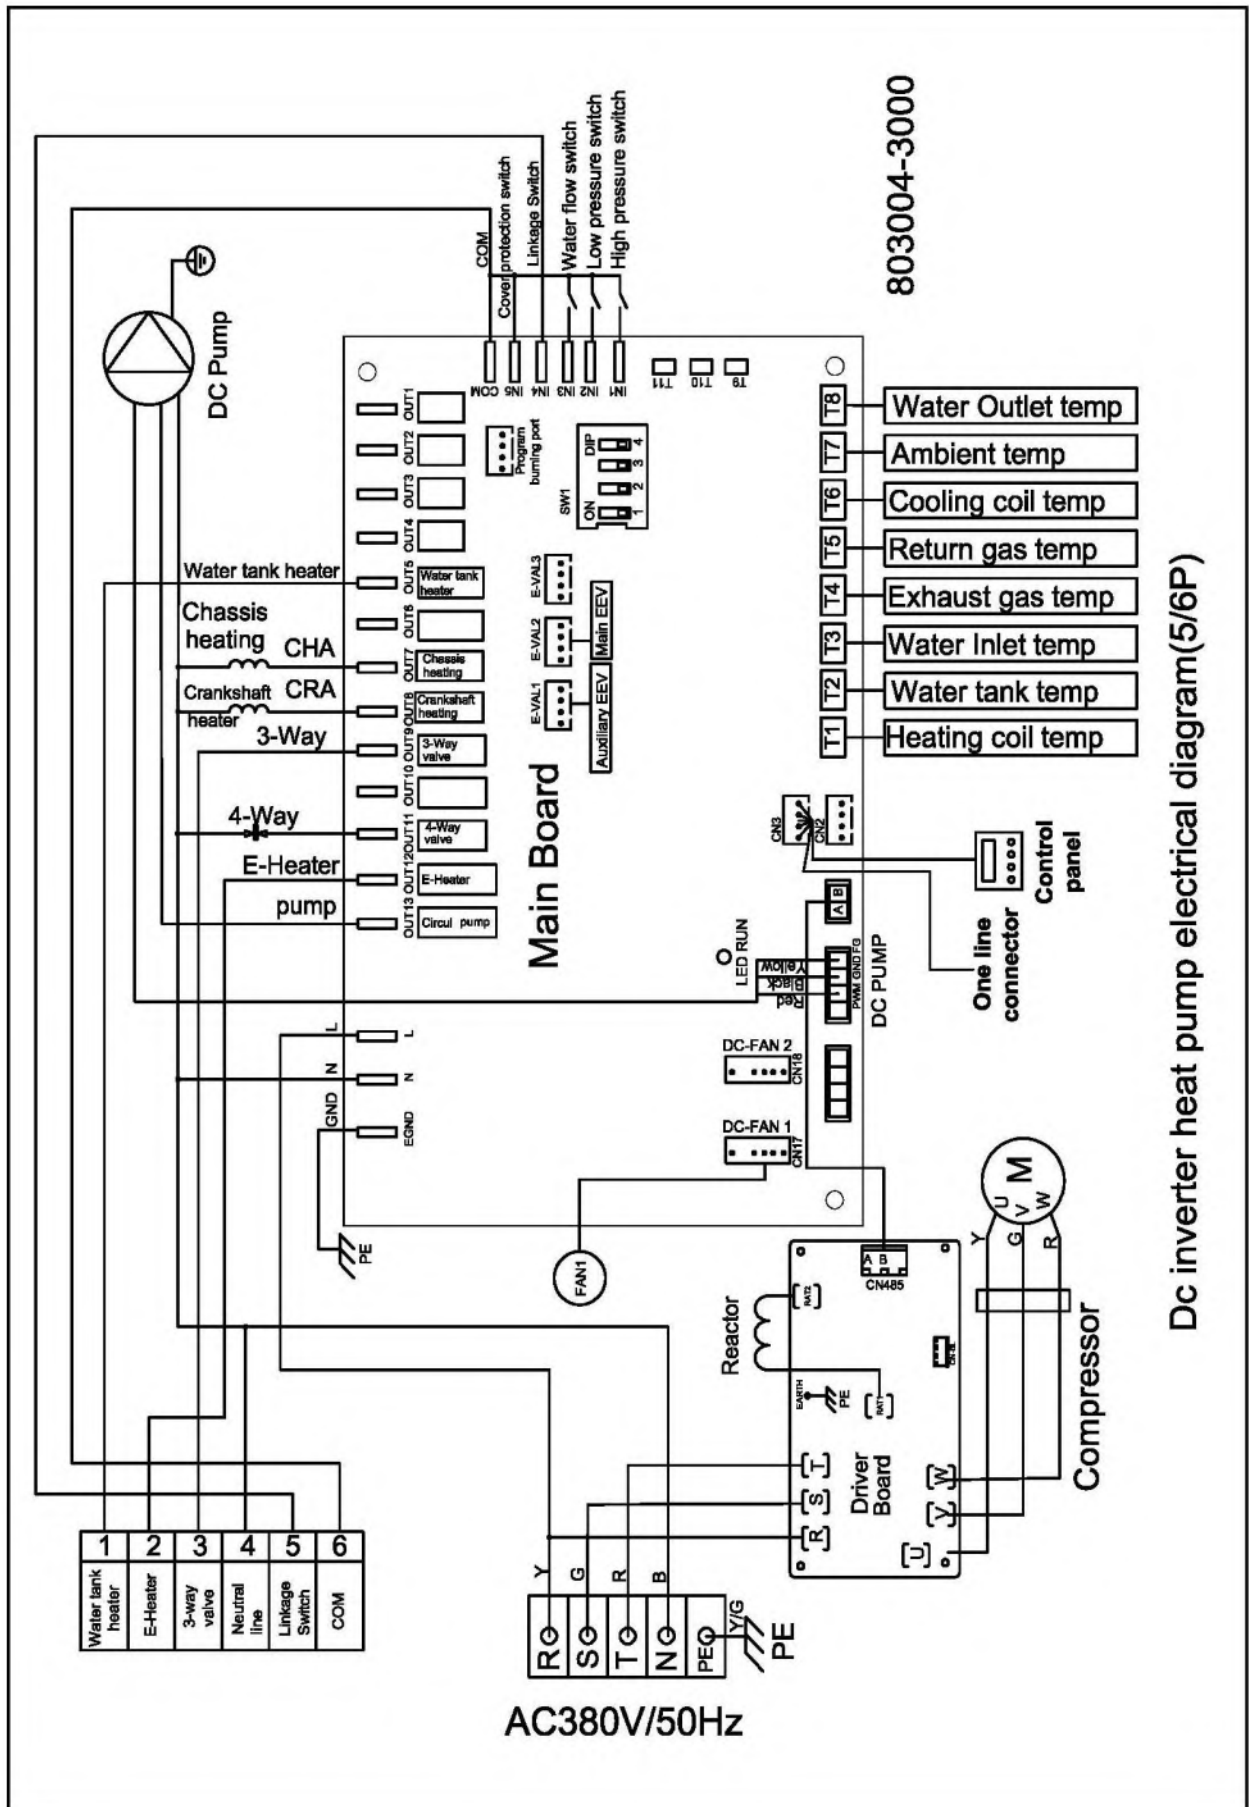 803004-3000
DC Pump
COM
Cover protection switch
Linkage Switch
Water flow switch
Low pressure switch
High pressure switch
COM
IN5
IN4
IN3
IN2
IN1
T11
T10
T9
OUT1
OUT2
OUT3
OUT4
OUT5
OUT6
OUT7
OUT8
OUT9
OUT10
OUT11
OUT12
OUT13
Water tank heater
Chassis
heating
CHA
Crankshaft
heater
CRA
3-Way
4-Way
E-Heater
pump
Water tank
heater
Chassis
heating
Crankshaft
heating
3-Way
valve
4-Way
valve
E-Heater
Circul pump
Program
burning port
SW1
ON
DIP
1 2 3 4
E-VAL3
E-VAL2
E-VAL1
Main EEV
Auxiliary EEV
Main Board
T8 Water Outlet temp
T7 Ambient temp
T6 Cooling coil temp
T5 Return gas temp
T4 Exhaust gas temp
T3 Water Inlet temp
T2 Water tank temp
T1 Heating coil temp
CN3
CN2
Control
panel
One line
connector
A B
LED RUN
Yellow
Black
Red
PWM GND FG
DC PUMP
L
N
GND
L
N
EGND
PE
DC-FAN 2
CN18
DC-FAN 1
CN17
FAN1
Reactor
RAT2
RAT1
EARTH
PE
A B
CN485
Driver
Board
T
S
R
W
V
U
M
U
V
W
Y
G
R
Compressor
1 Water tank
heater
2 E-Heater
3 3-way
valve
4 Neutral
line
5 Linkage
Switch
6 COM
Y
G
R
B
Y/G
R
S
T
N
PE
PE
AC380V/50Hz
Dc inverter heat pump electrical diagram(5/6P)